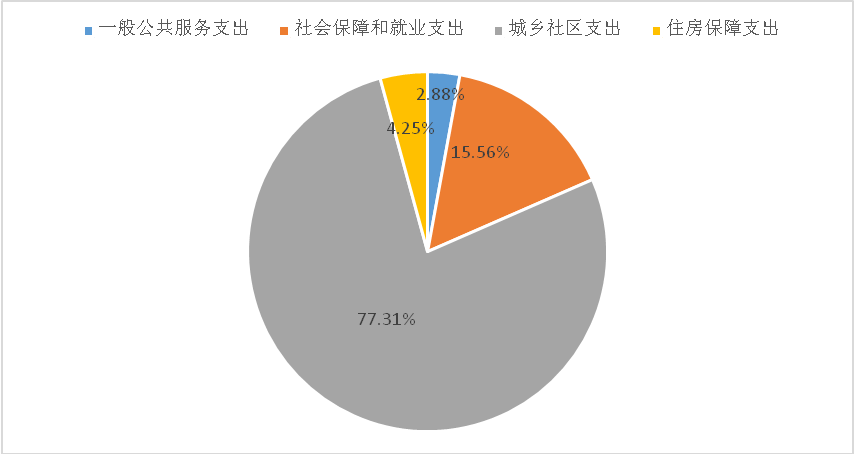 一般公共服务支出 社会保障和就业支出 城乡社区支出 住房保障支出
2.88%
4.25%
15.56%
77.31%